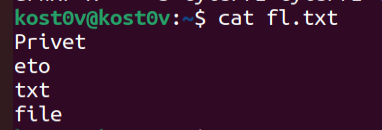 kost0v@kost0v:~$ cat fl.txt
Privet
eto
txt
file